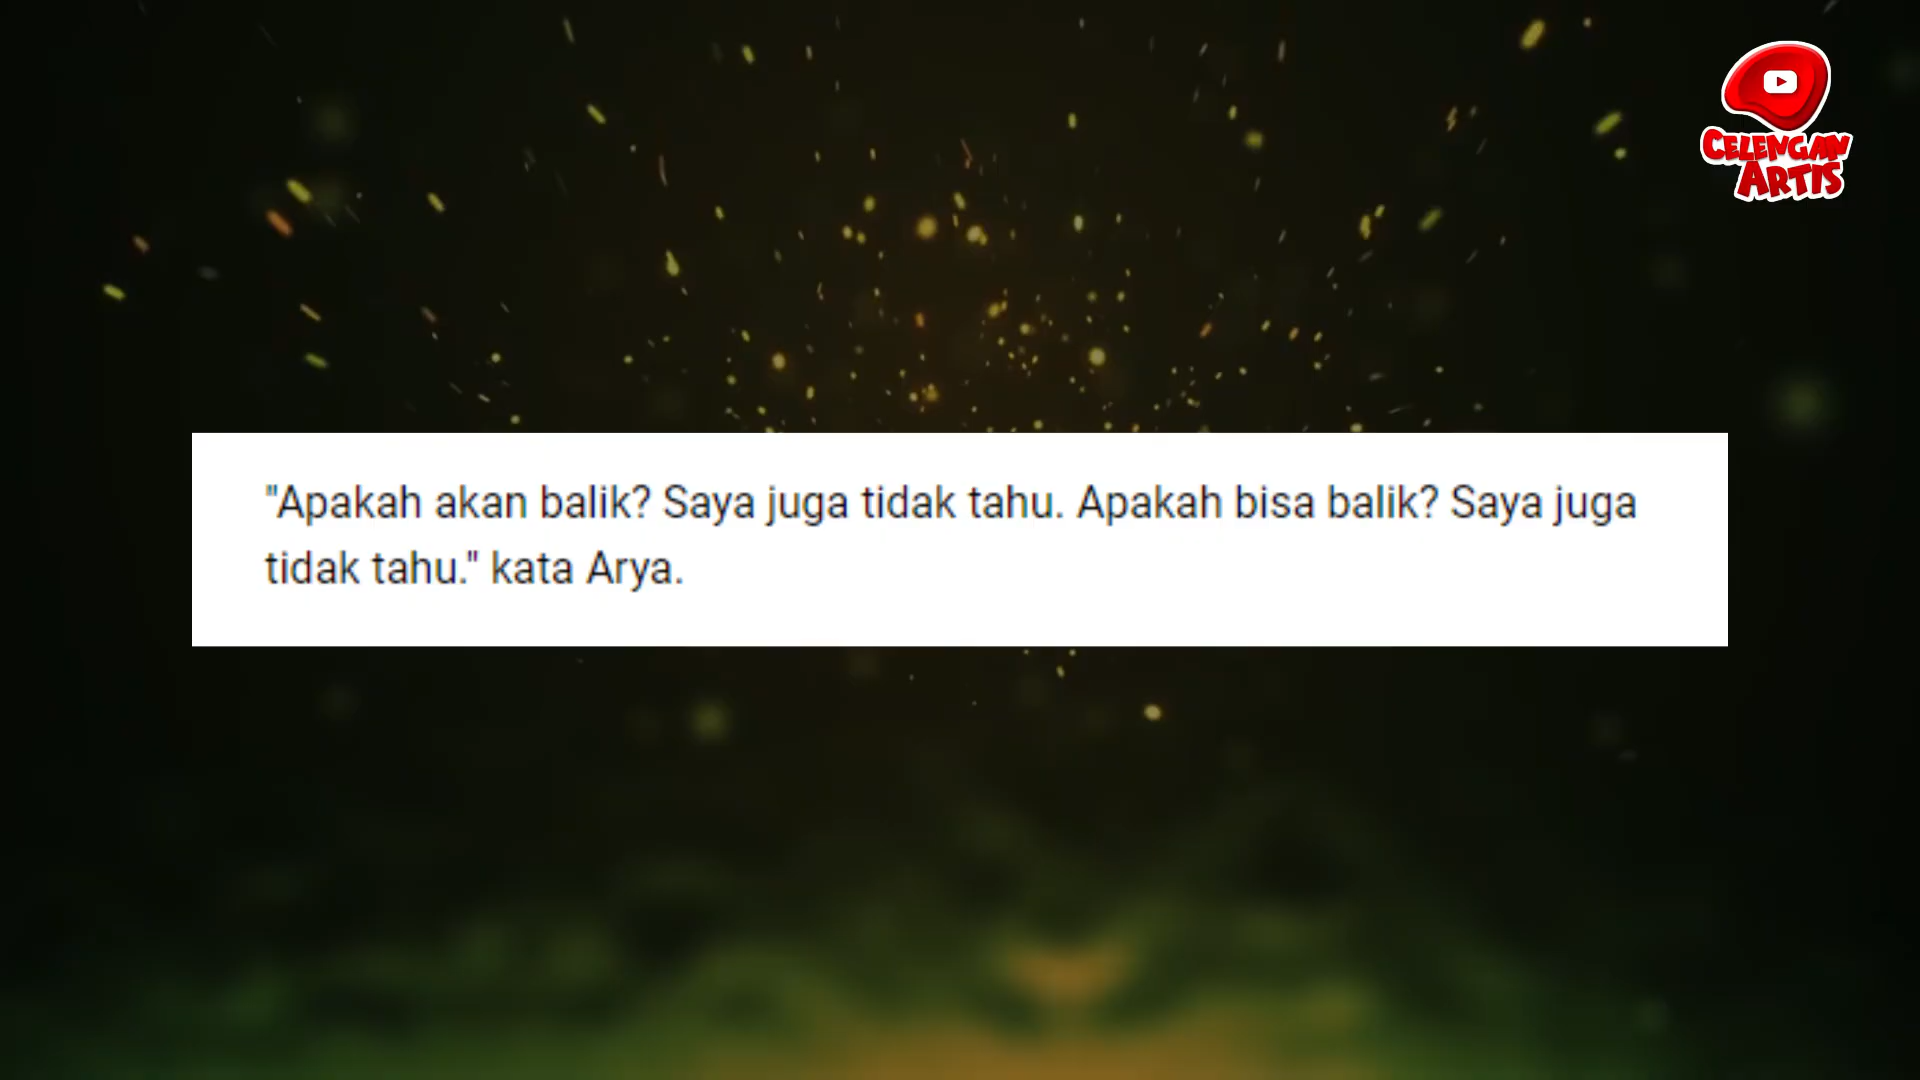 CELENGAN
ARTIS
"Apakah akan balik? Saya juga tidak tahu. Apakah bisa balik? Saya juga
tidak tahu." kata Arya.